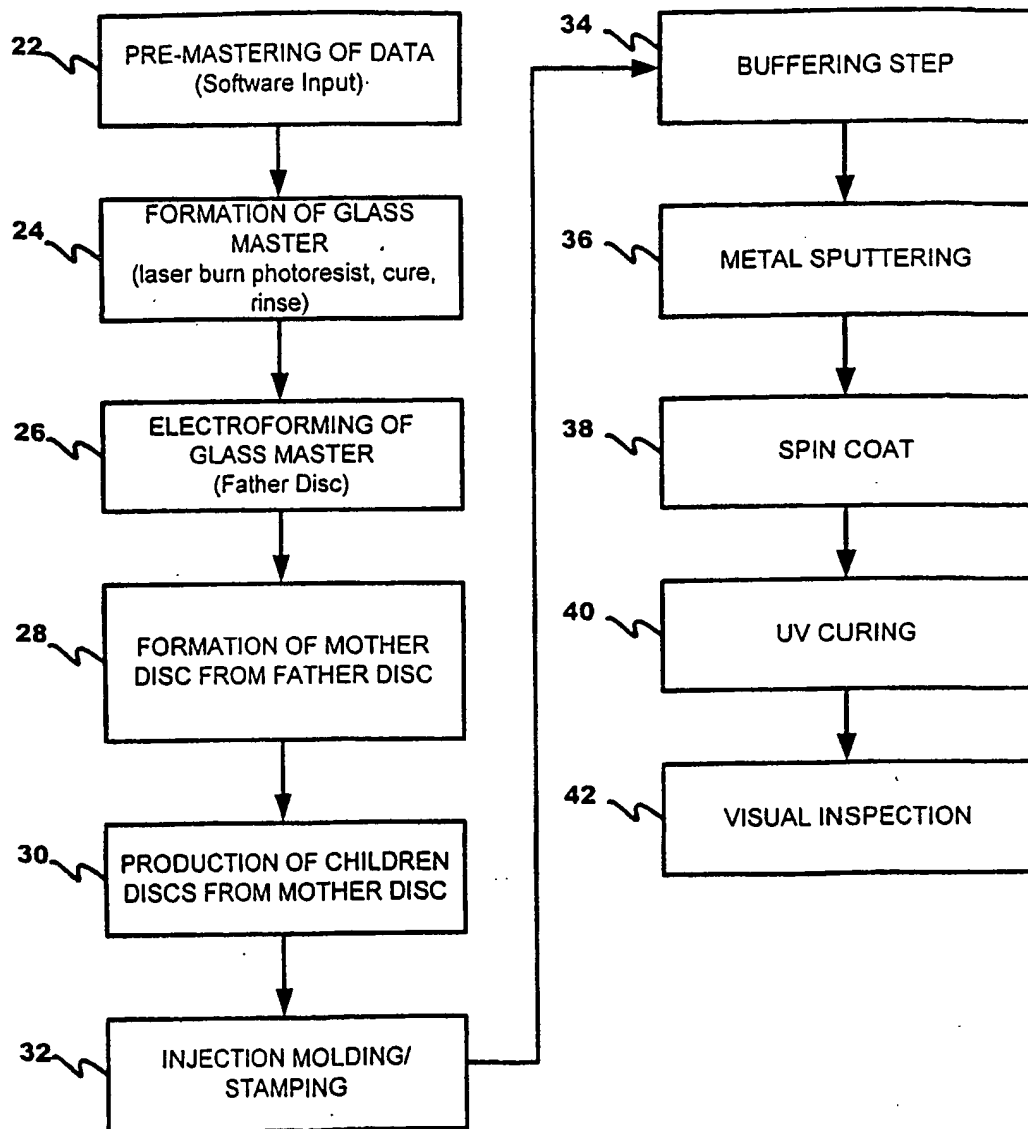 22
PRE-MASTERING OF DATA
(Software Input)
24
FORMATION OF GLASS
MASTER
(laser burn photoresist, cure,
rinse)
26
ELECTROFORMING OF
GLASS MASTER
(Father Disc)
28
FORMATION OF MOTHER
DISC FROM FATHER DISC
30
PRODUCTION OF CHILDREN
DISCS FROM MOTHER DISC
32
INJECTION MOLDING/
STAMPING
34
BUFFERING STEP
36
METAL SPUTTERING
38
SPIN COAT
40
UV CURING
42
VISUAL INSPECTION